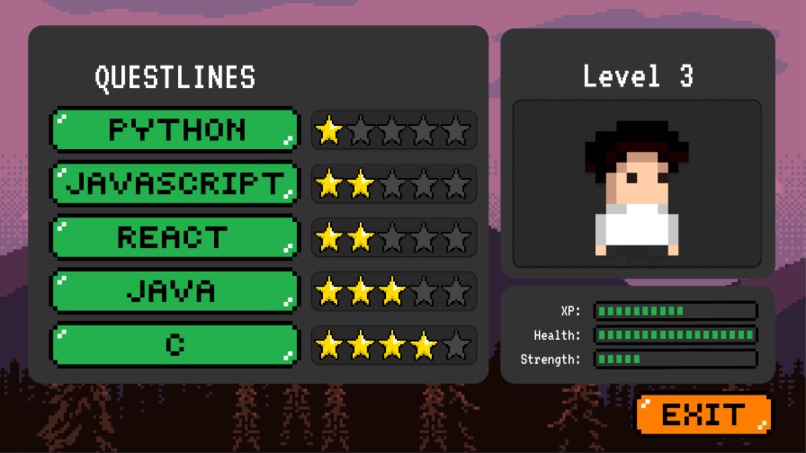 QUESTLINES
PYTHON
JAVASCRIPT
REACT
JAVA
C
Level 3
XP:
Health:
Strength:
EXIT